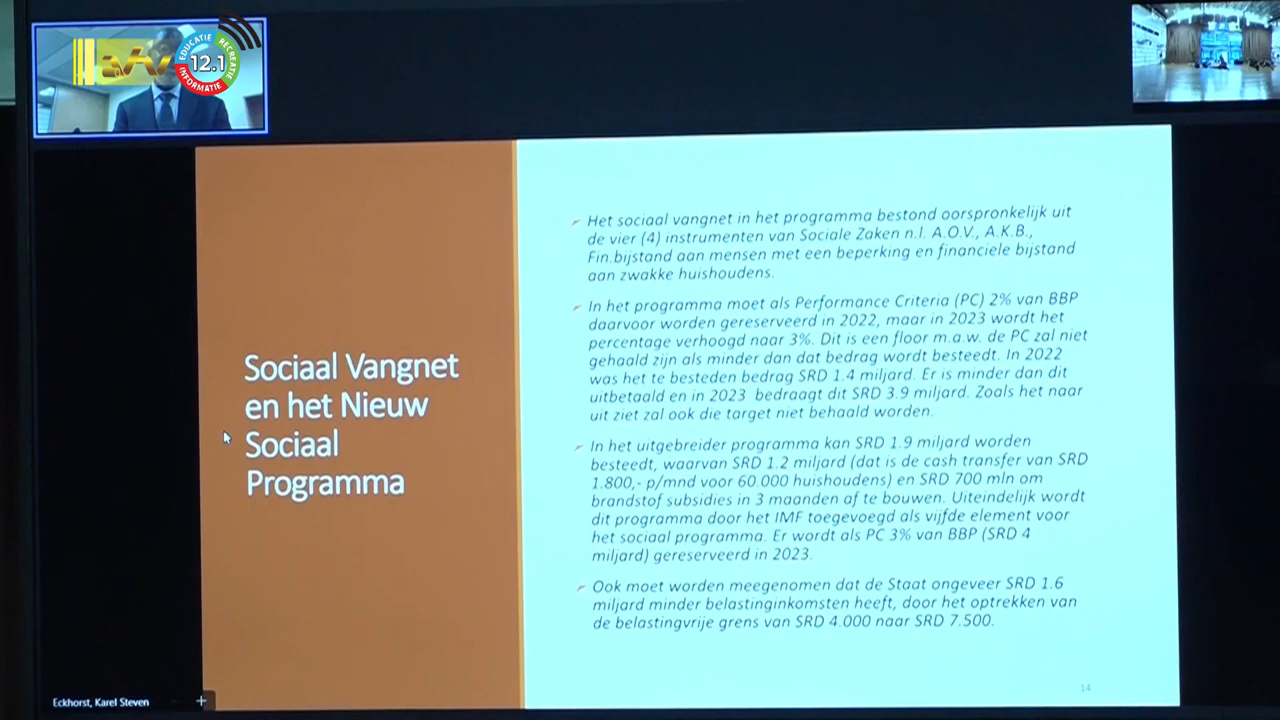 EDUCATIE
RECREATIE
12.1
INFORMATIE
Sociaal Vangnet
en het Nieuw
Sociaal
Programma
Het sociaal vangnet in het programma bestond oorspronkelijk uit
de vier (4) instrumenten van Sociale Zaken n.l. A.O.V., A.K.B.,
Fin.bijstand aan mensen met een beperking en financiele bijstand
aan zwakke huishoudens.
In het programma moet als Performance Criteria (PC) 2% van BBP
daarvoor worden gereserveerd in 2022, maar in 2023 wordt het
percentage verhoogd naar 3%. Dit is een floor m.a.w. de PC zal niet
gehaald zijn als minder dan dat bedrag wordt besteedt. In 2022
was het te besteden bedrag SRD 1.4 miljard. Er is minder dan dit
uitbetaald en in 2023 bedraagt dit SRD 3.9 miljard. Zoals het naar
uit ziet zal ook die target niet behaald worden.
In het uitgebreider programma kan SRD 1.9 miljard worden
besteedt, waarvan SRD 1.2 miljard (dat is de cash transfer van SRD
1.800,- p/mnd voor 60.000 huishoudens) en SRD 700 mln om
brandstof subsidies in 3 maanden af te bouwen. Uiteindelijk wordt
dit programma door het IMF toegevoegd als vijfde element voor
het sociaal programma. Er wordt als PC 3% van BBP (SRD 4
miljard) gereserveerd in 2023.
Ook moet worden meegenomen dat de Staat ongeveer SRD 1.6
miljard minder belastinginkomsten heeft, door het optrekken van
de belastingvrije grens van SRD 4.000 naar SRD 7.500.
14
Eckhorst, Karel Steven